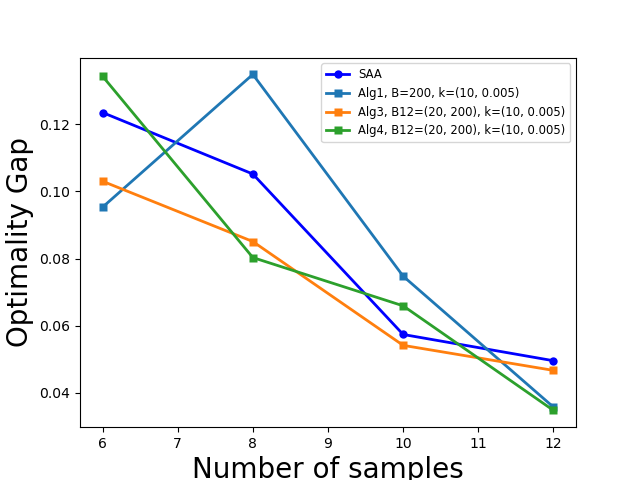 SAA
Alg1, B=200, k=(10, 0.005)
Alg3, B12=(20, 200), k=(10, 0.005)
Alg4, B12=(20, 200), k=(10, 0.005)
Optimality Gap
0.12
0.10
0.08
0.06
0.04
6 7 8 9 10 11 12
Number of samples